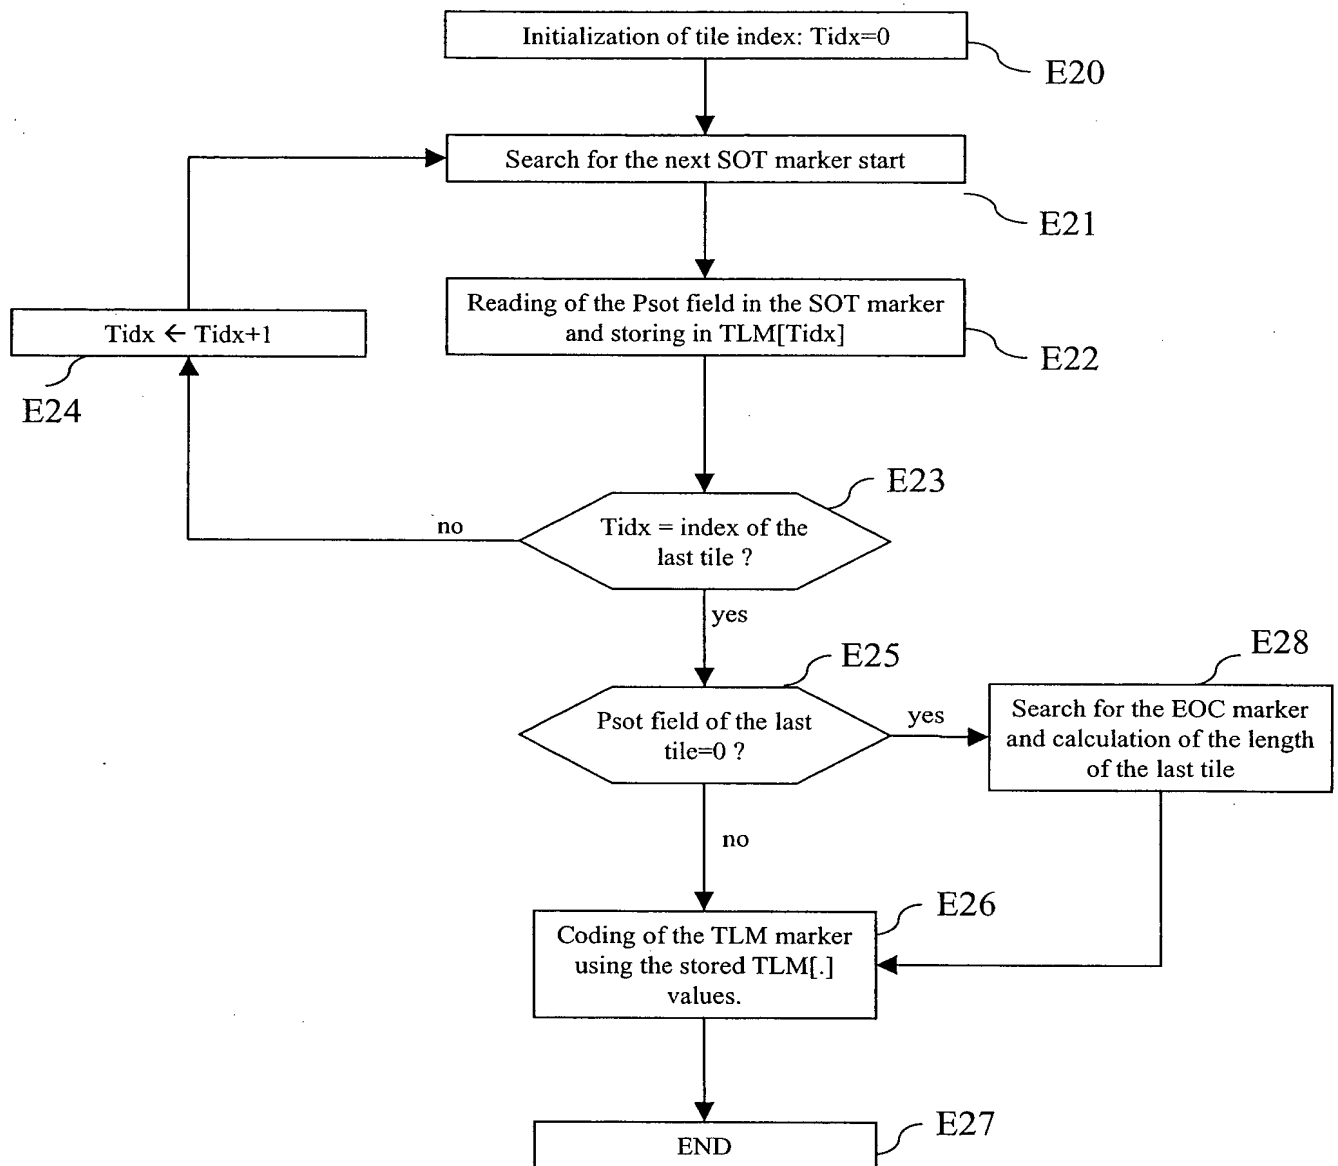 Initialization of tile index: Tidx=0
E20
Search for the next SOT marker start
E21
Reading of the Psot field in the SOT marker
and storing in TLM[Tidx]
E22
Tidx ← Tidx+1
E24
E23
Tidx = index of the
last tile ?
no
yes
E25
Psot field of the last
tile=0 ?
yes
E28
Search for the EOC marker
and calculation of the length
of the last tile
no
E26
Coding of the TLM marker
using the stored TLM[.]
values.
E27
END